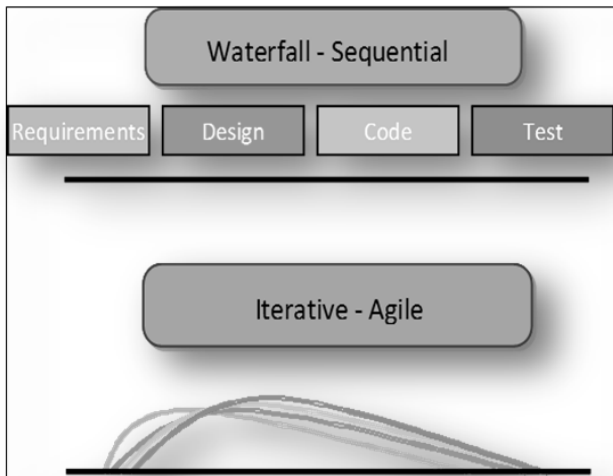 Waterfall - Sequential
Requirements Design Code Test
Iterative - Agile